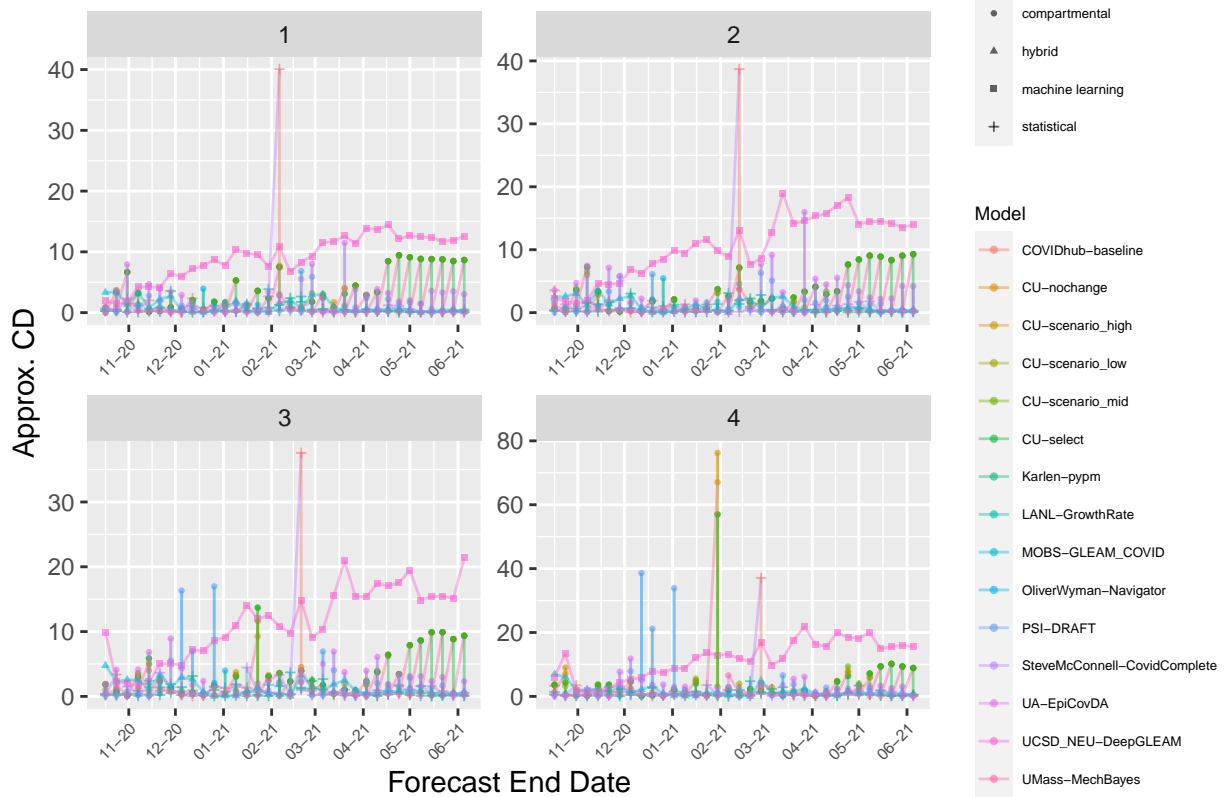 1
2
40
30
20
10
0
40
30
20
10
0
11−20
12−20
01−21
02−21
03−21
04−21
05−21
06−21
11−20
12−20
01−21
02−21
03−21
04−21
05−21
06−21
Approx. CD
3
4
30
20
10
0
80
60
40
20
0
11−20
12−20
01−21
02−21
03−21
04−21
05−21
06−21
11−20
12−20
01−21
02−21
03−21
04−21
05−21
06−21
Forecast End Date
compartmental
hybrid
machine learning
statistical
Model
COVIDhub−baseline
CU−nochange
CU−scenario_high
CU−scenario_low
CU−scenario_mid
CU−select
Karlen−pypm
LANL−GrowthRate
MOBS−GLEAM_COVID
OliverWyman−Navigator
PSI−DRAFT
SteveMcConnell−CovidComplete
UA−EpiCovDA
UCSD_NEU−DeepGLEAM
UMass−MechBayes